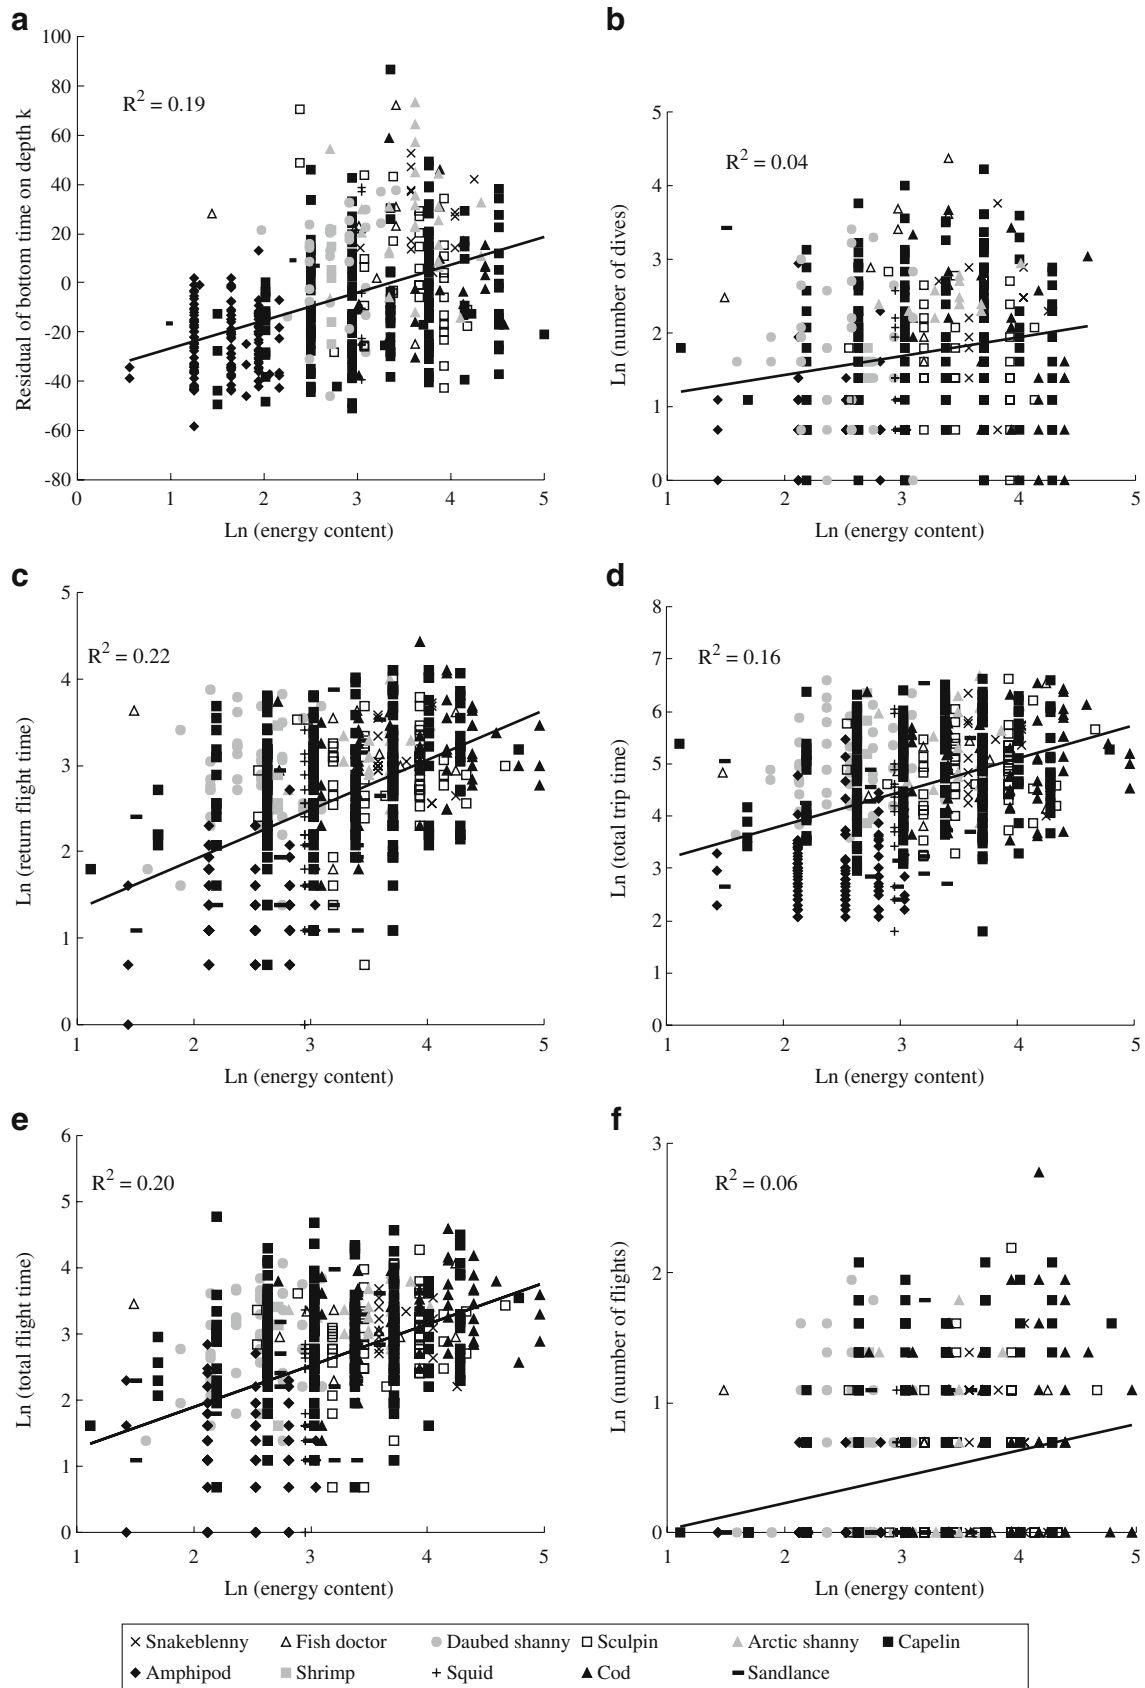 a
100
80
60
40
20
0
-20
-40
-60
-80
R² = 0.19
Residual of bottom time on depth k
0 1 2 3 4 5
Ln (energy content)
b
5
4
3
2
1
0
R² = 0.04
Ln (number of dives)
1 2 3 4 5
Ln (energy content)
c
5
4
3
2
1
0
R² = 0.22
Ln (return flight time)
1 2 3 4 5
Ln (energy content)
d
8
7
6
5
4
3
2
1
0
R² = 0.16
Ln (total trip time)
1 2 3 4 5
Ln (energy content)
e
6
5
4
3
2
1
0
R² = 0.20
Ln (total flight time)
1 2 3 4 5
Ln (energy content)
f
3
2
1
0
R² = 0.06
Ln (number of flights)
1 2 3 4 5
Ln (energy content)
Snakeblenny Fish doctor Daubed shanny Sculpin Arctic shanny Capelin
Amphipod Shrimp Squid Cod Sandlance